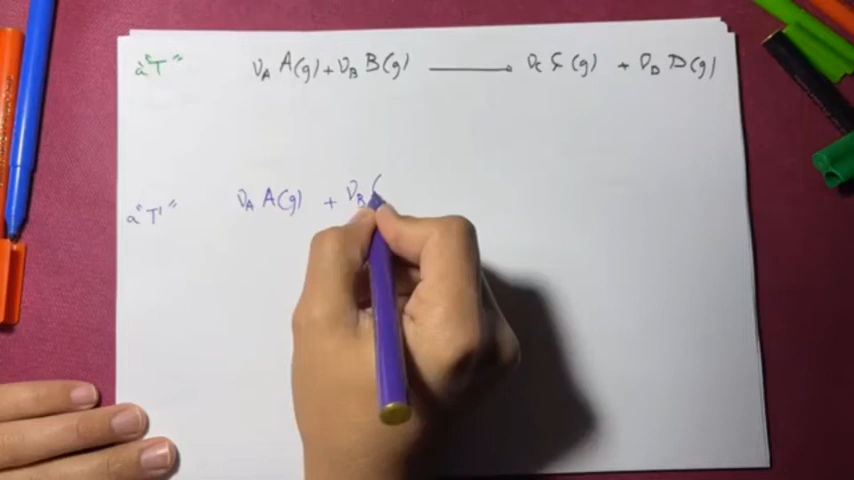 a "T" νA A(g) + νB B(g) → νC C(g) + νD D(g)
a "T'" νA A(g) + νB